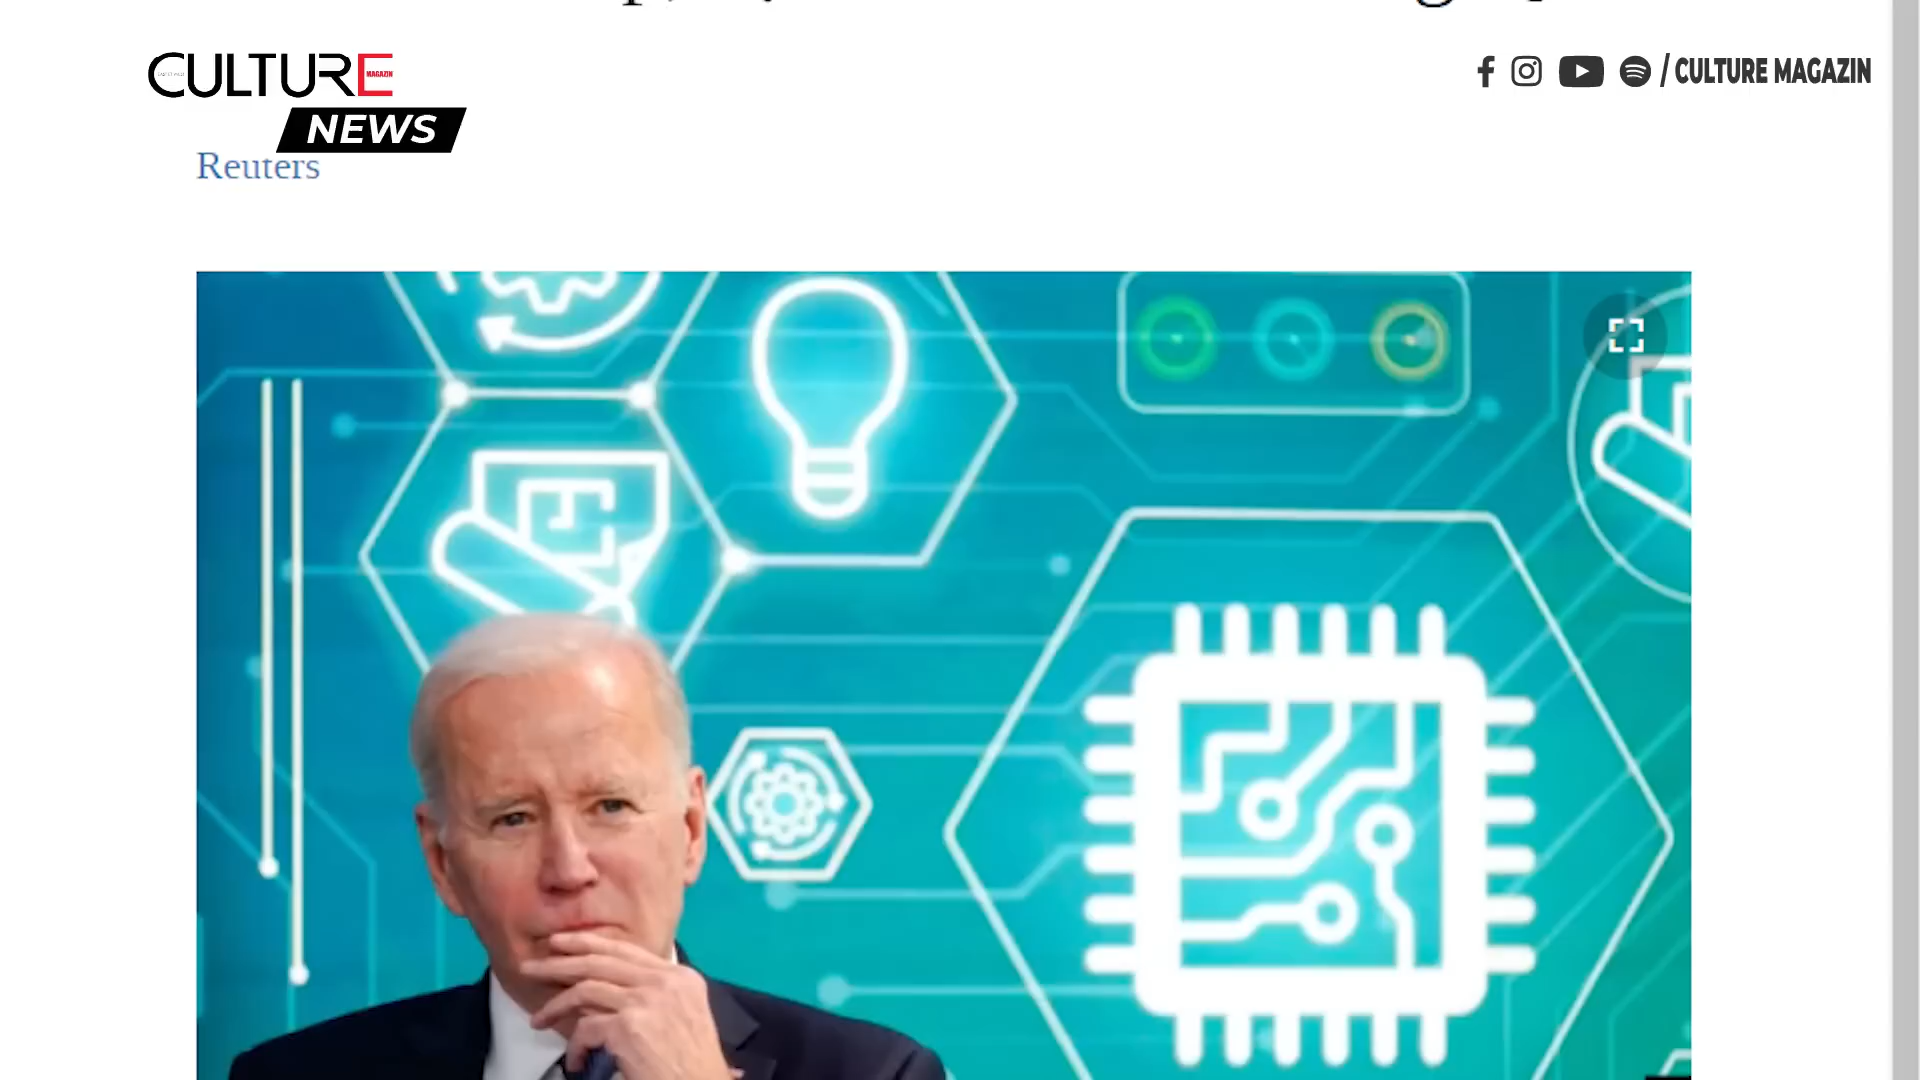 CULTURE
MAGAZIN
NEWS
/ CULTURE MAGAZIN
Reuters